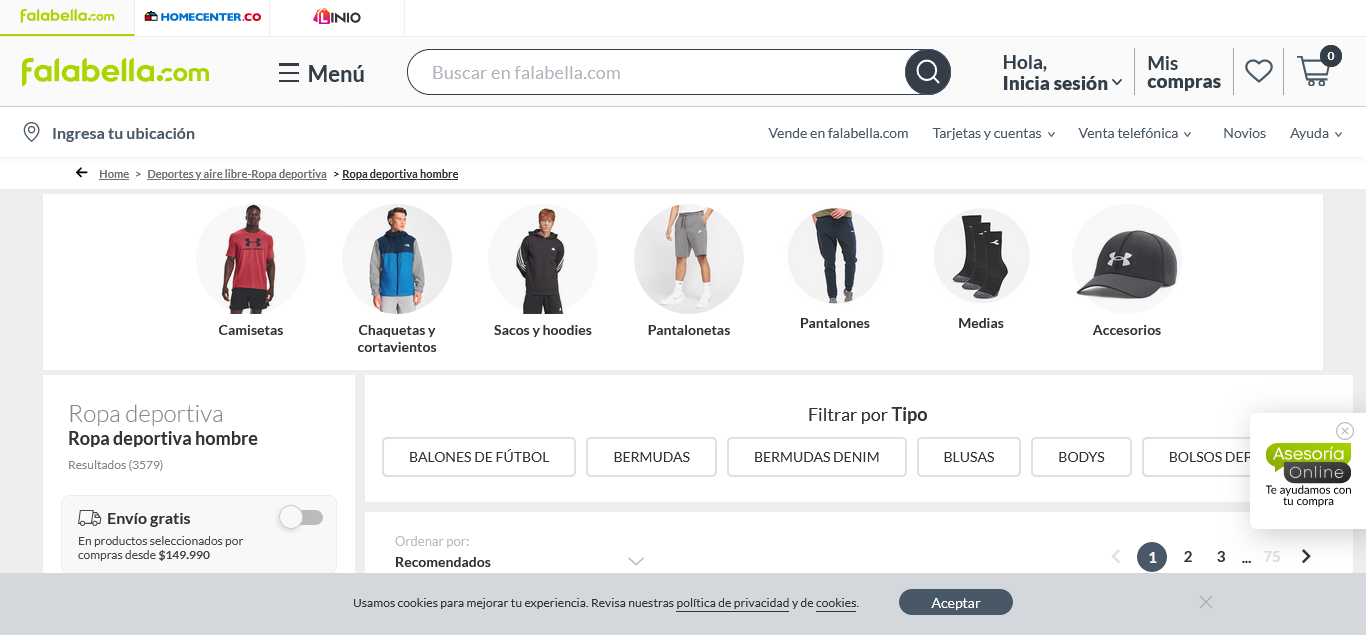 falabella.com
HOMECENTER.CO
LINIO
falabella.com
Menú
Buscar en falabella.com
Hola,
Inicia sesión
Mis
compras
0
Ingresa tu ubicación
Vende en falabella.com
Tarjetas y cuentas
Venta telefónica
Novios
Ayuda
Home > Deportes y aire libre-Ropa deportiva > Ropa deportiva hombre
Camisetas
Chaquetas y
cortavientos
Sacos y hoodies
Pantalonetas
Pantalones
Medias
Accesorios
Ropa deportiva
Ropa deportiva hombre
Resultados (3579)
Envío gratis
En productos seleccionados por
compras desde $149.990
Filtrar por Tipo
BALONES DE FÚTBOL
BERMUDAS
BERMUDAS DENIM
BLUSAS
BODYS
BOLSOS DEP
Asesoría
Online
Te ayudamos con
tu compra
Ordenar por:
Recomendados
1 2 3 ... 75
Usamos cookies para mejorar tu experiencia. Revisa nuestras política de privacidad y de cookies.
Aceptar